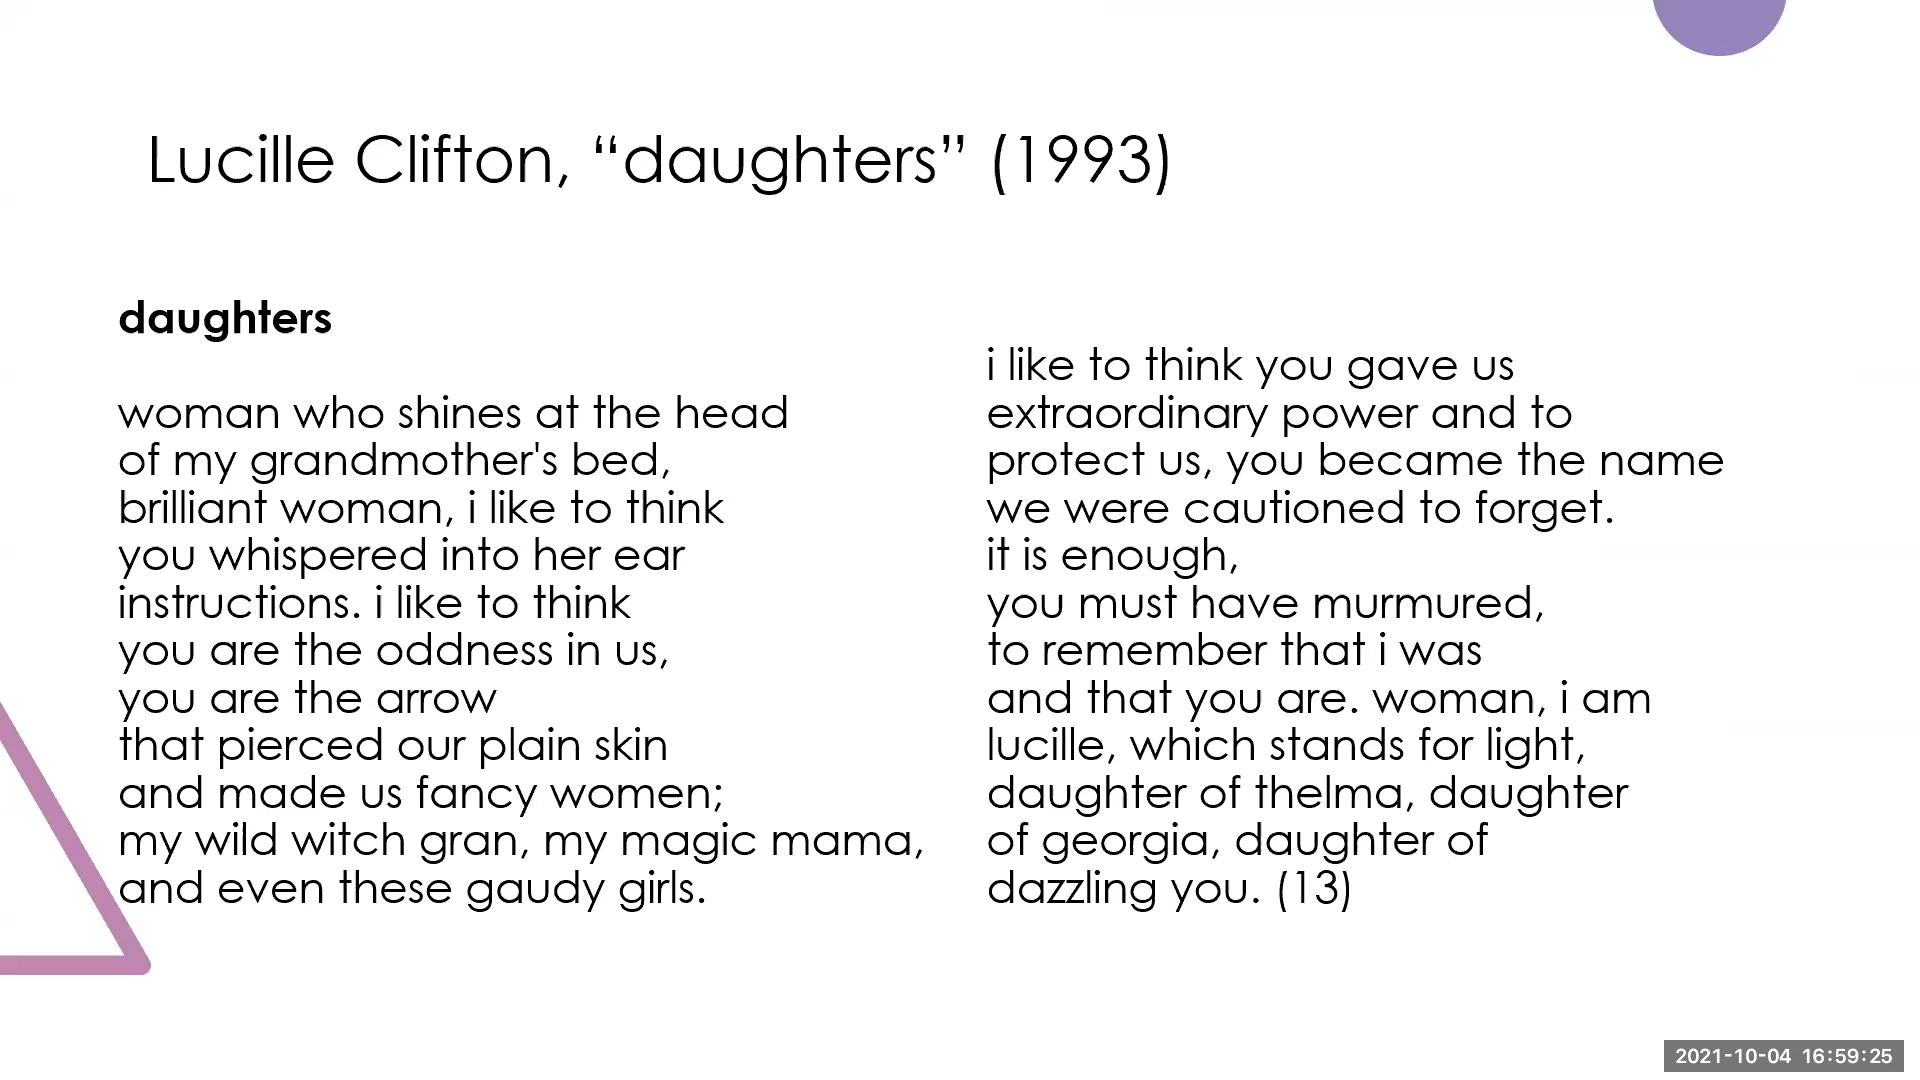 Lucille Clifton, “daughters” (1993)
daughters
woman who shines at the head
of my grandmother's bed,
brilliant woman, i like to think
you whispered into her ear
instructions. i like to think
you are the oddness in us,
you are the arrow
that pierced our plain skin
and made us fancy women;
my wild witch gran, my magic mama,
and even these gaudy girls.
i like to think you gave us
extraordinary power and to
protect us, you became the name
we were cautioned to forget.
it is enough,
you must have murmured,
to remember that i was
and that you are. woman, i am
lucille, which stands for light,
daughter of thelma, daughter
of georgia, daughter of
dazzling you. (13)
2021-10-04 16:59:25